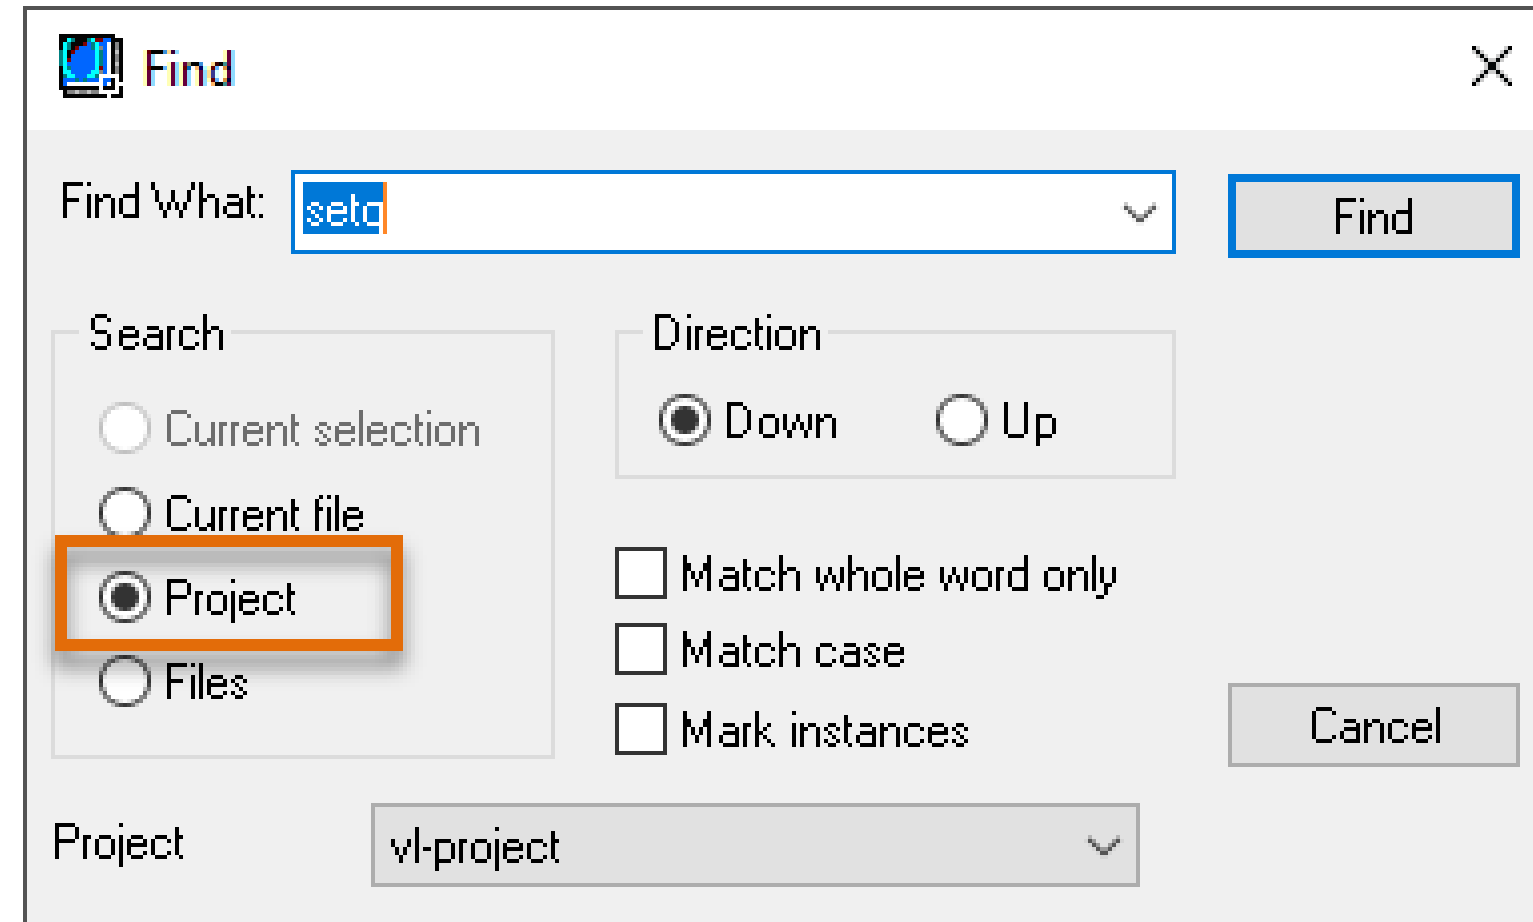 Find
Find What:
setq
Find
Search
Direction
Current selection
Down
Up
Current file
Match whole word only
Project
Match case
Files
Mark instances
Cancel
Project
vl-project